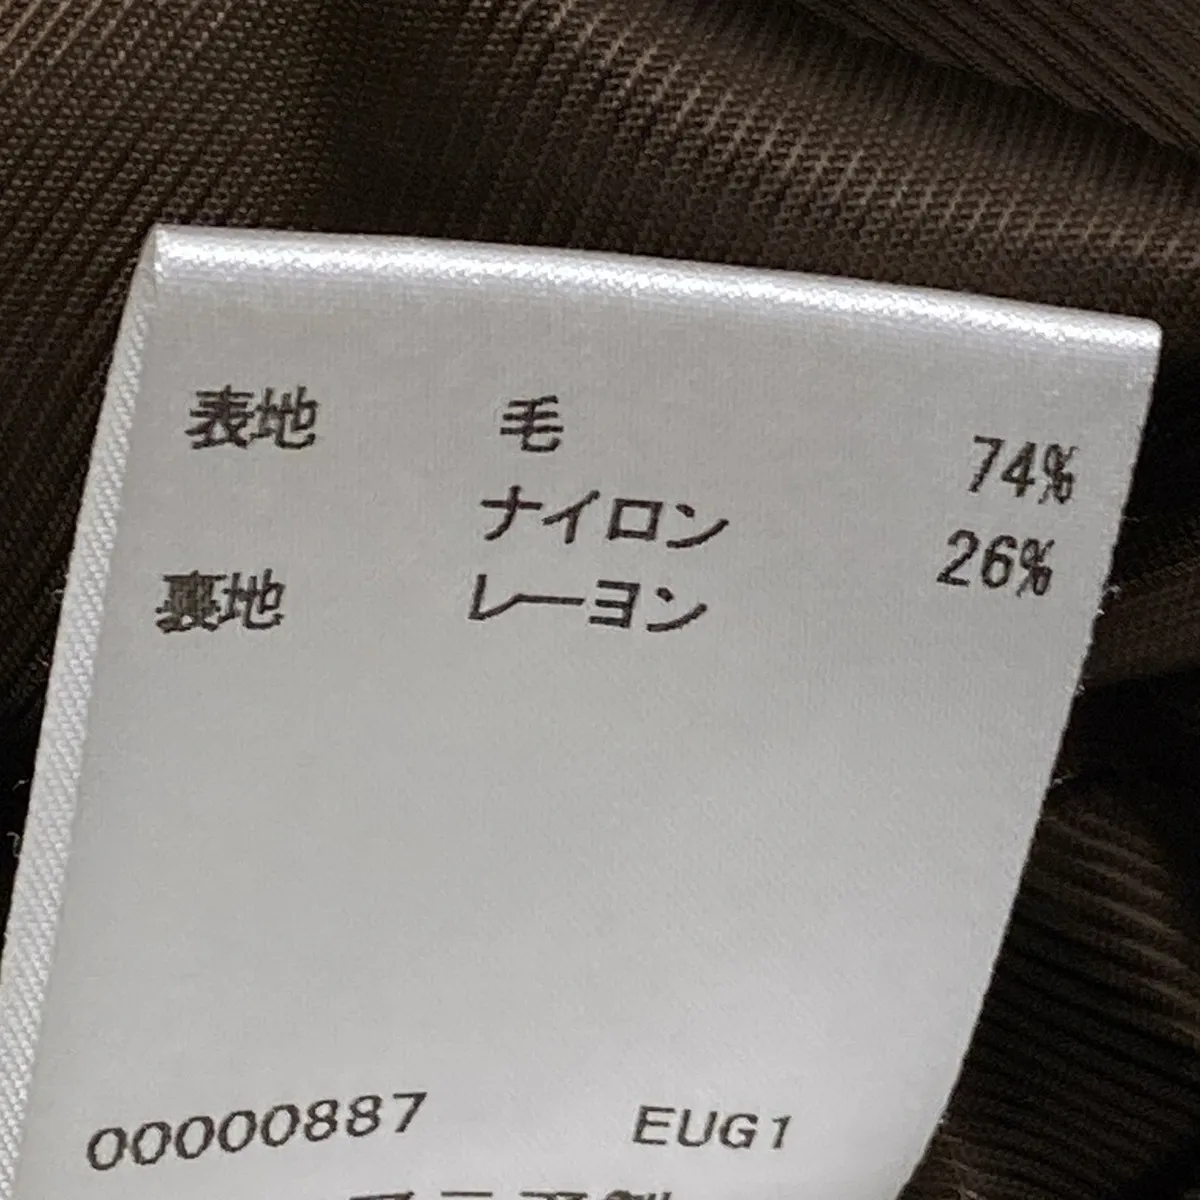 表地 毛 74%
ナイロン 26%
裏地 レーヨン
00000887 EUG1